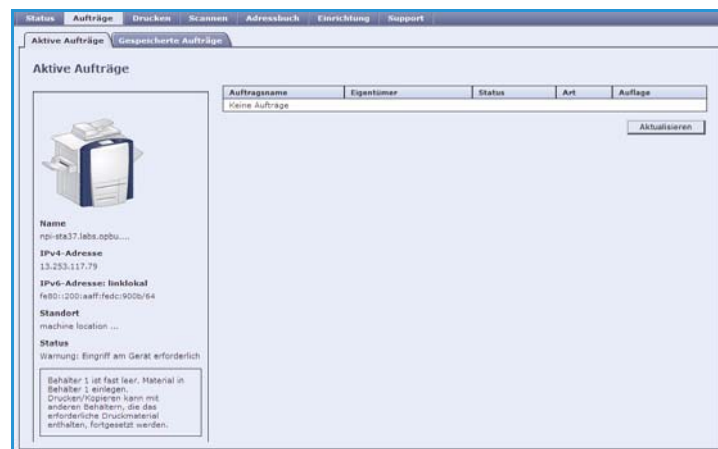 Status Aufträge Drucken Scannen Adressbuch Einrichtung Support
Aktive Aufträge Gespeicherte Aufträge
Aktive Aufträge
Auftragsname Eigentümer Status Art Auflage
Keine Aufträge
Aktualisieren
Name
npi-sta37.labs.opbu....
IPv4-Adresse
13.253.117.79
IPv6-Adresse: linklokal
fe80::200:aaff:fedc:900b/64
Standort
machine location ...
Status
Warnung: Eingriff am Gerät erforderlich
Behälter 1 ist fast leer. Material in
Behälter 1 einlegen.
Drucken/Kopieren kann mit
anderen Behältern, die das
erforderliche Druckmaterial
enthalten, fortgesetzt werden.